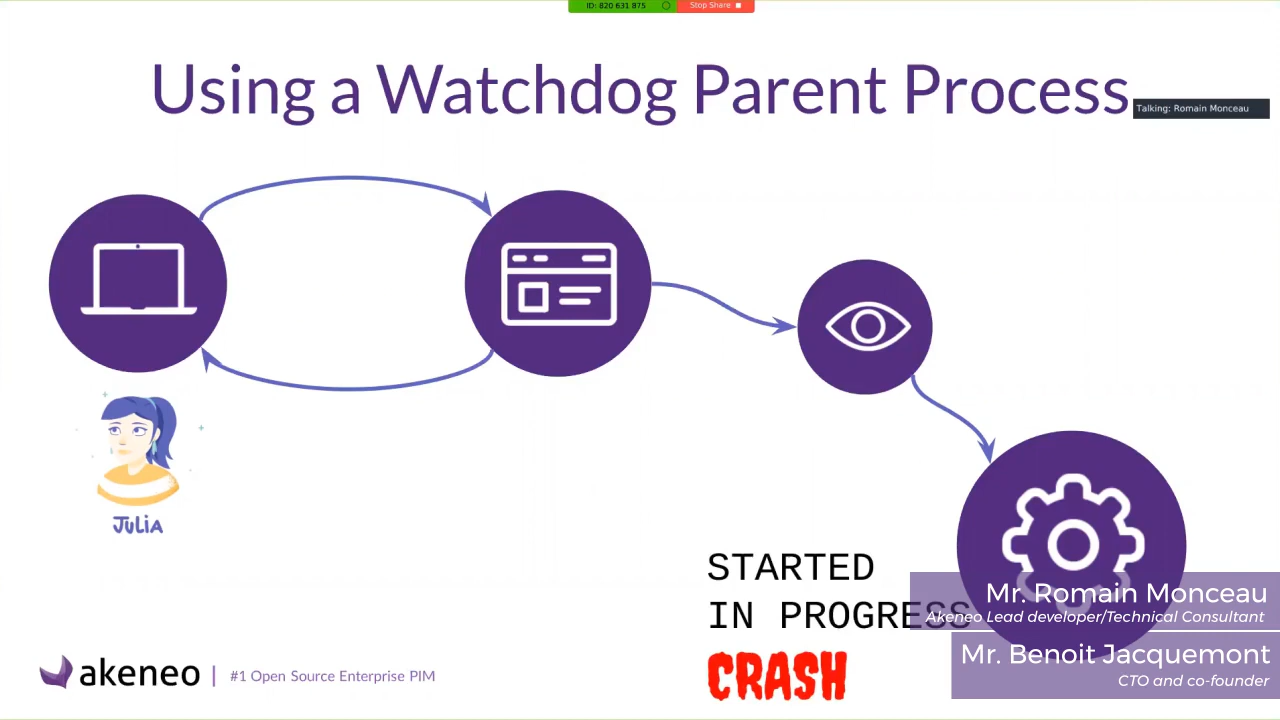 ID: 820 631 875
Stop Share
Using a Watchdog Parent Process
Talking: Romain Monceau
JULIA
STARTED
IN PROGRESS
CRASH
Mr. Romain Monceau
Akeneo Lead developer/Technical Consultant
Mr. Benoit Jacquemont
CTO and co-founder
akeneo | #1 Open Source Enterprise PIM